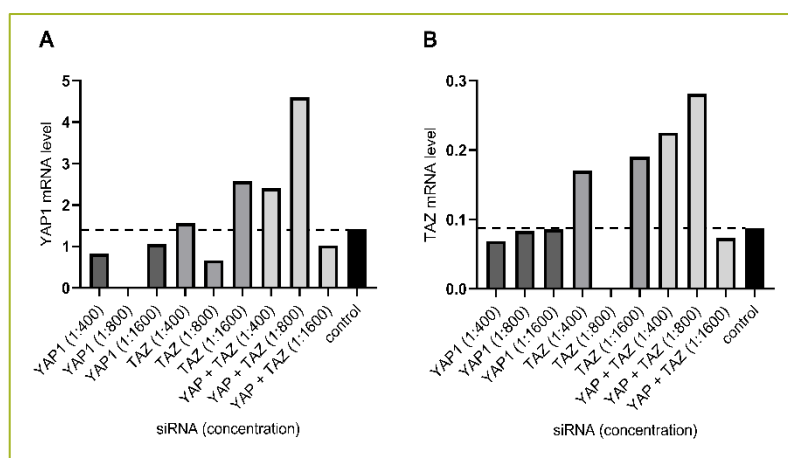 A
YAP1 mRNA level
5
4
3
2
1
0
YAP1 (1:400)
YAP1 (1:800)
YAP1 (1:1600)
TAZ (1:400)
TAZ (1:800)
TAZ (1:1600)
YAP + TAZ (1:400)
YAP + TAZ (1:800)
YAP + TAZ (1:1600)
control
siRNA (concentration)
B
TAZ mRNA level
0.3
0.2
0.1
0.0
YAP1 (1:400)
YAP1 (1:800)
YAP1 (1:1600)
TAZ (1:400)
TAZ (1:800)
TAZ (1:1600)
YAP + TAZ (1:400)
YAP + TAZ (1:800)
YAP + TAZ (1:1600)
control
siRNA (concentration)